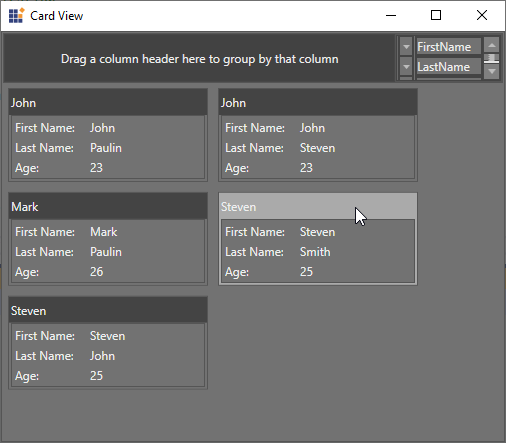 Card View
Drag a column header here to group by that column
FirstName
LastName
John
First Name: John
Last Name: Paulin
Age: 23
John
First Name: John
Last Name: Steven
Age: 23
Mark
First Name: Mark
Last Name: Paulin
Age: 26
Steven
First Name: Steven
Last Name: Smith
Age: 25
Steven
First Name: Steven
Last Name: John
Age: 25